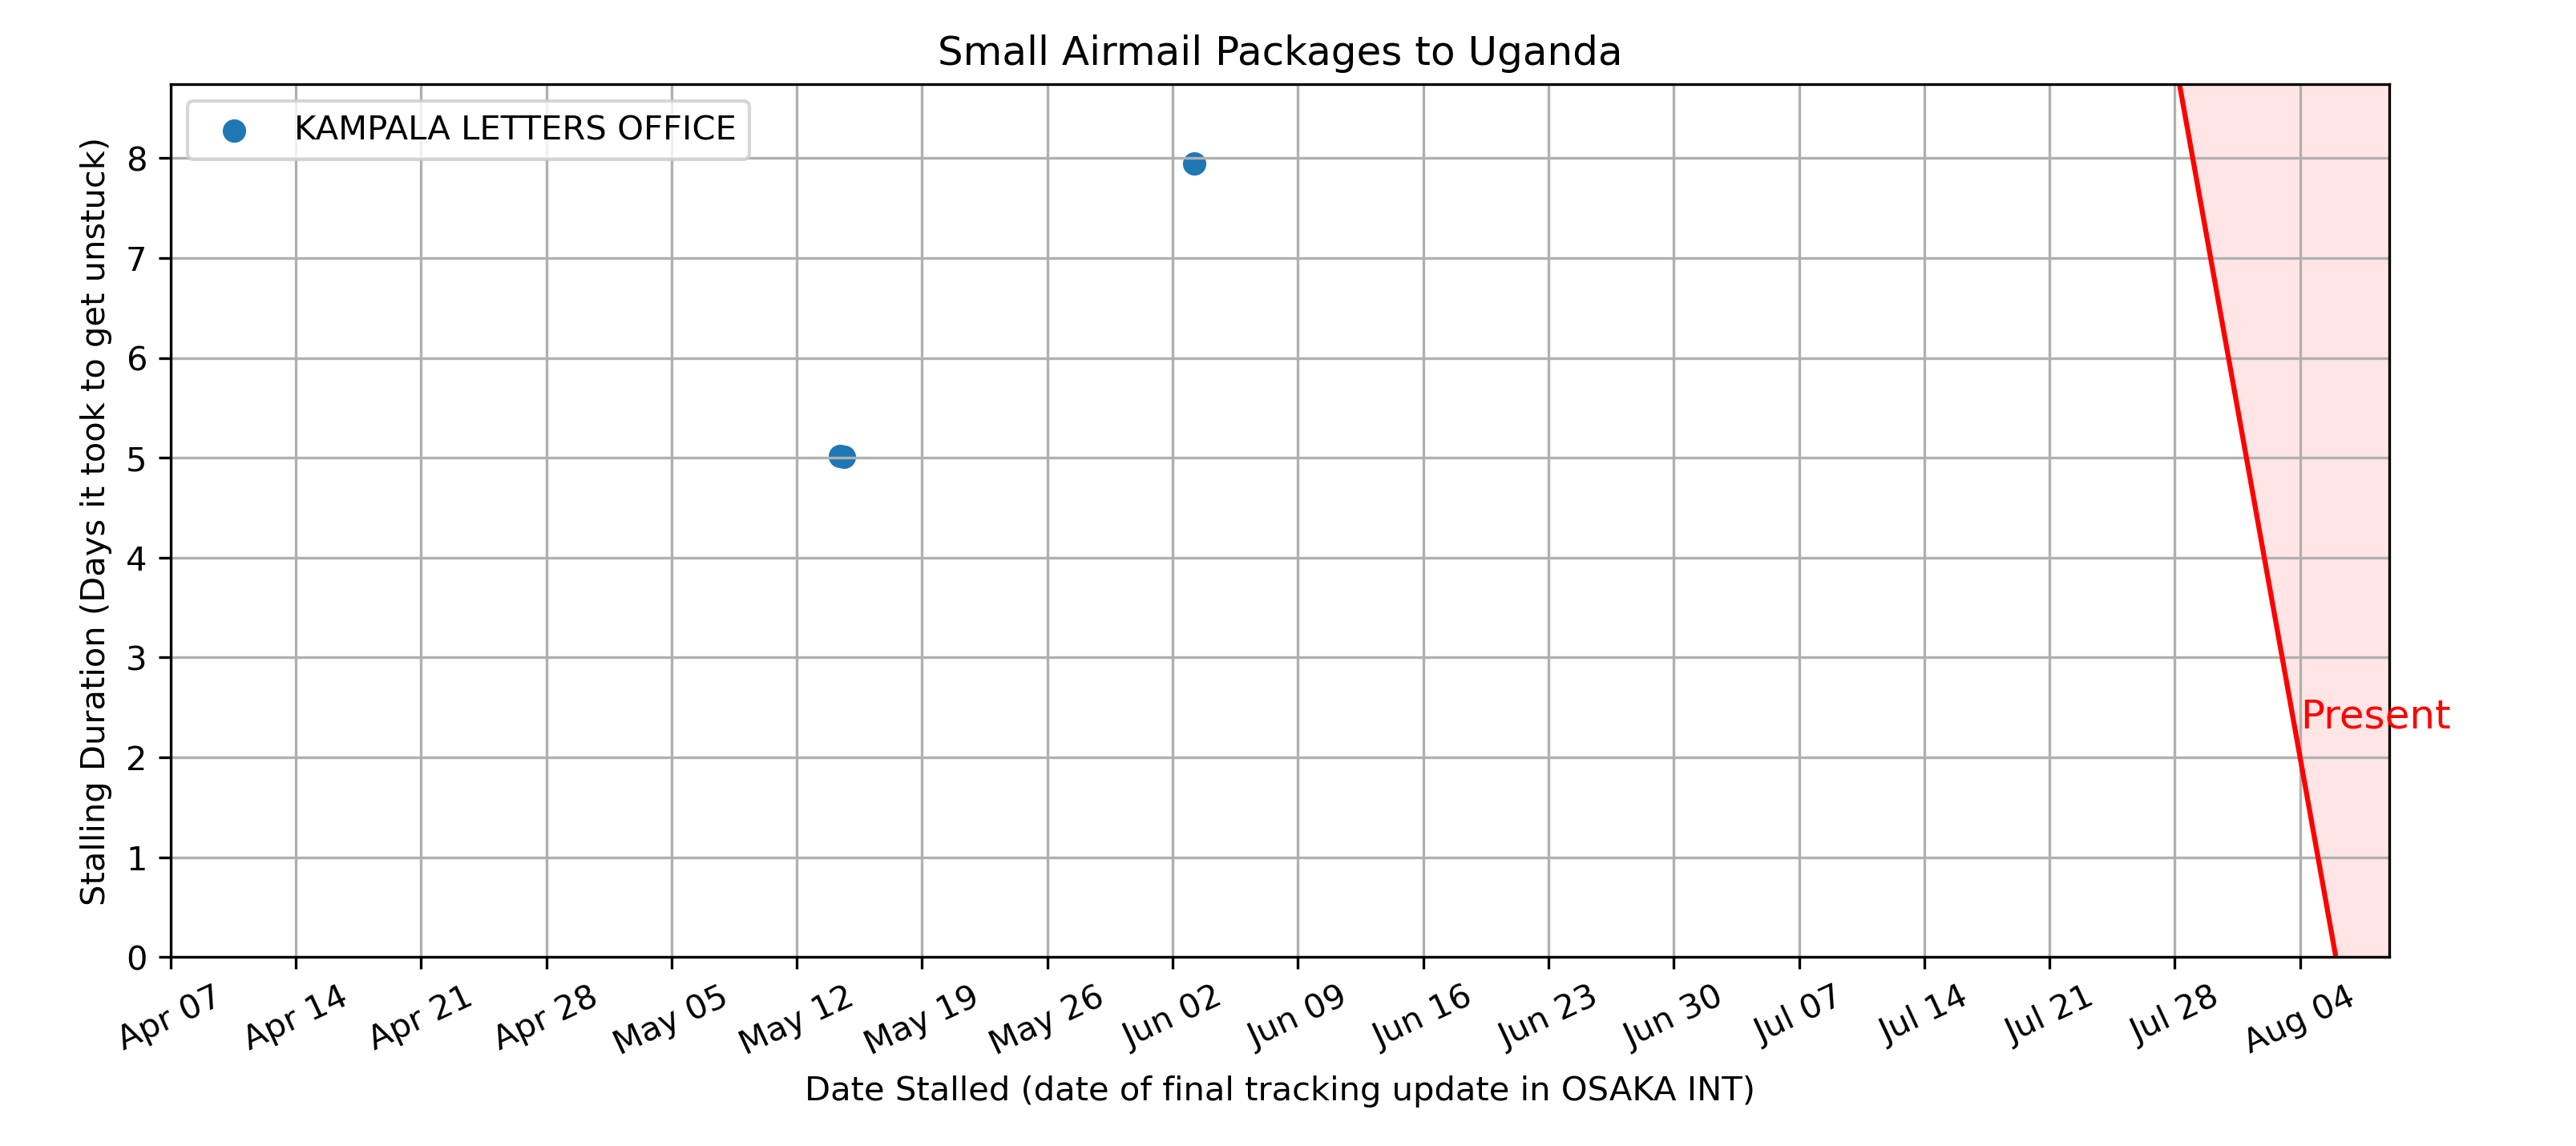 Small Airmail Packages to Uganda
KAMPALA LETTERS OFFICE
Stalling Duration (Days it took to get unstuck)
8
7
6
5
4
3
2
1
0
Present
Apr 07
Apr 14
Apr 21
Apr 28
May 05
May 12
May 19
May 26
Jun 02
Jun 09
Jun 16
Jun 23
Jun 30
Jul 07
Jul 14
Jul 21
Jul 28
Aug 04
Date Stalled (date of final tracking update in OSAKA INT)